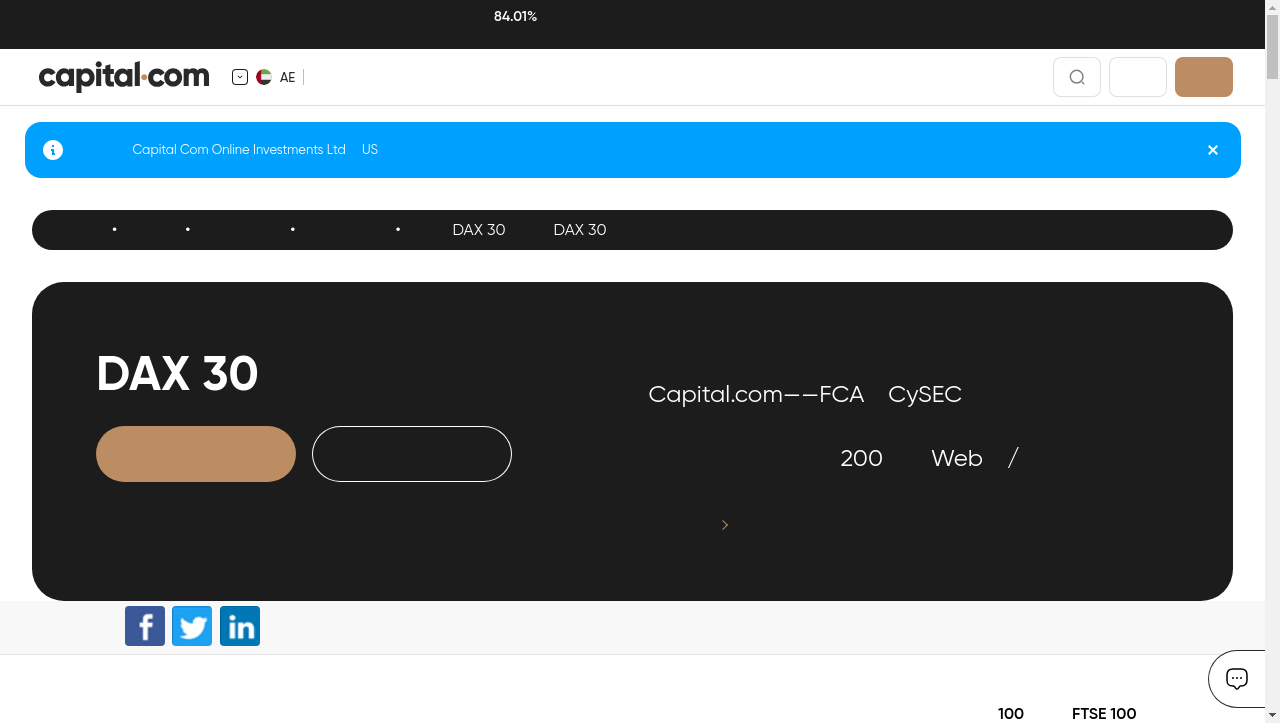 84.01%
capital.com
AE
Capital Com Online Investments Ltd US
• • • • DAX 30 DAX 30
DAX 30
Capital.com——FCA CySEC
200 Web /
100 FTSE 100